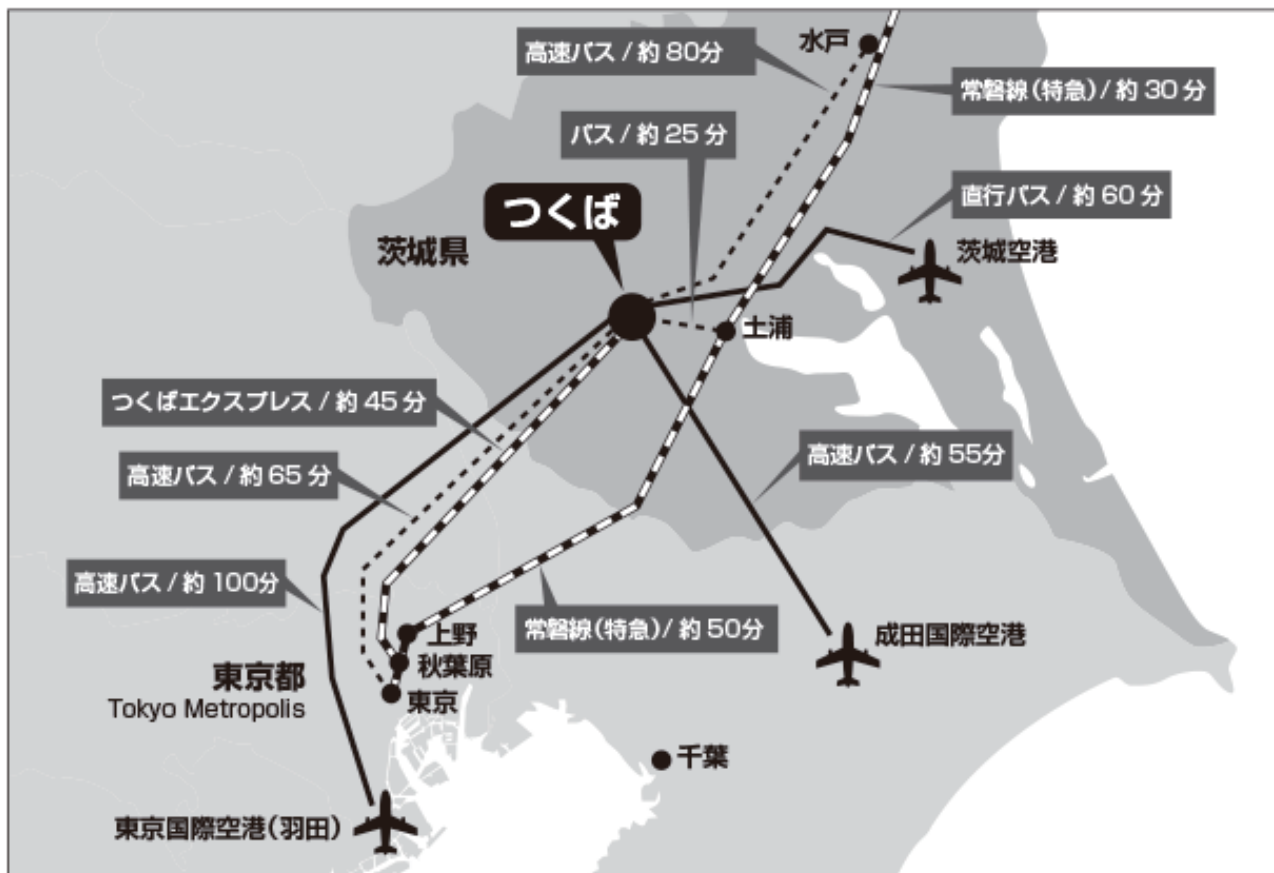 水戸
高速バス / 約 80分
常磐線(特急) / 約 30 分
バス / 約 25 分
直行バス / 約 60 分
つくば
茨城県
茨城空港
土浦
つくばエクスプレス / 約 45 分
高速バス / 約 55分
高速バス / 約 65 分
高速バス / 約 100分
常磐線(特急) / 約 50分
上野
成田国際空港
秋葉原
東京都
東京
Tokyo Metropolis
千葉
東京国際空港(羽田)